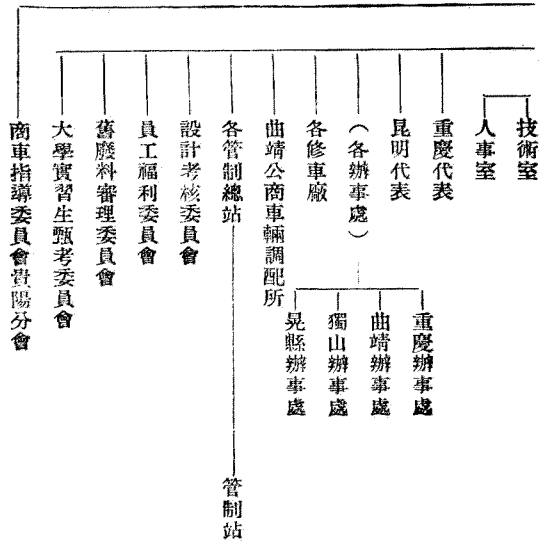 技術室
人事室
重慶代表
昆明代表
（各辦事處）
重慶辦事處
曲靖辦事處
獨山辦事處
晃縣辦事處
各修車廠
曲靖公商車輛調配所
各管制總站
管制站
設計考核委員會
員工福利委員會
舊廢料審理委員會
大學實習生甄考委員會
商車指導委員會貴陽分會